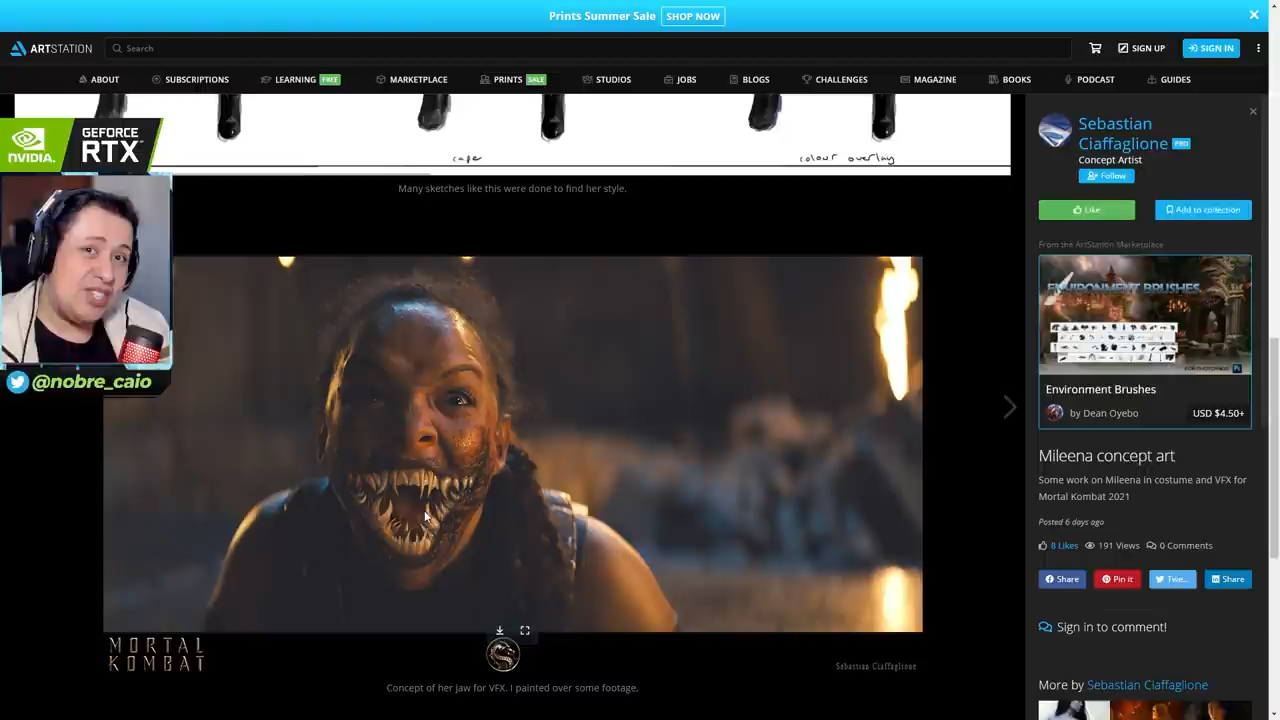 Prints Summer Sale SHOP NOW
ARTSTATION Search SIGN UP SIGN IN
ABOUT SUBSCRIPTIONS LEARNING FREE MARKETPLACE PRINTS SALE STUDIOS JOBS BLOGS CHALLENGES MAGAZINE BOOKS PODCAST GUIDES
cape colour overlay
Many sketches like this were done to find her style.
NVIDIA. GEFORCE RTX
@nobre_caio
MORTAL KOMBAT
Sebastian Ciaffaglione
Concept of her jaw for VFX. I painted over some footage.
Sebastian
Ciaffaglione PRO
Concept Artist
Follow
Like Add to collection
From the ArtStation Marketplace
ENVIRONMENT BRUSHES
FOR PHOTOSHOP
Environment Brushes
by Dean Oyebo USD $4.50+
Mileena concept art
Some work on Mileena in costume and VFX for
Mortal Kombat 2021
Posted 6 days ago
8 Likes 191 Views 0 Comments
Share Pin it Twe... Share
Sign in to comment!
More by Sebastian Ciaffaglione